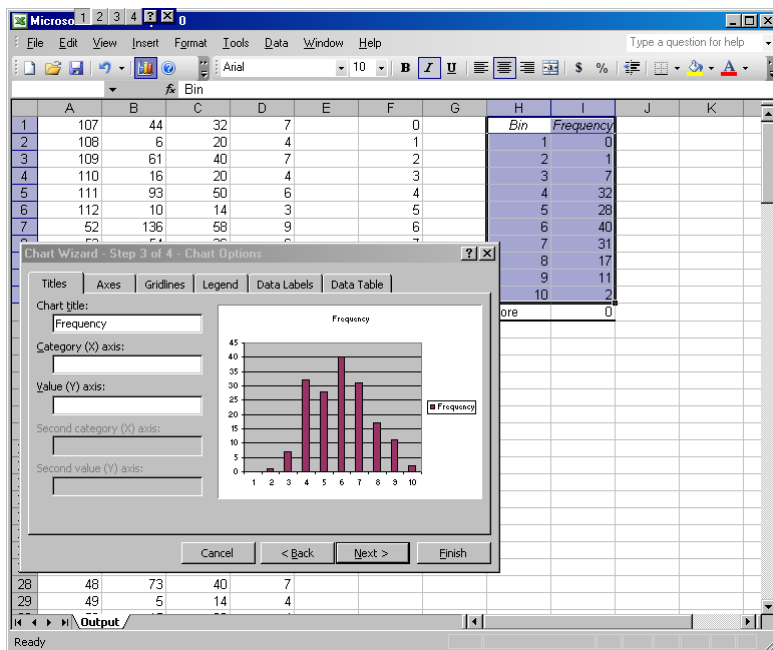 Microso 1 2 3 4 ? 0
File Edit View Insert Format Tools Data Window Help Type a question for help
Arial 10 B I U $ %
fx Bin
A B C D E F G H I J K
1 107 44 32 7 0 Bin Frequency
2 108 6 20 4 1 1 0
3 109 61 40 7 2 2 1
4 110 16 20 4 3 3 7
5 111 93 50 6 4 4 32
6 112 10 14 3 5 5 28
7 52 136 58 9 6 6 40
7 31
8 17
9 11
10 2
ore 0
Chart Wizard - Step 3 of 4 - Chart Options ?
Titles Axes Gridlines Legend Data Labels Data Table
Chart title:
Frequency
Category (X) axis:
Value (Y) axis:
Second category (X) axis:
Second value (Y) axis:
Frequency
45
40
35
30
25
20
15
10
5
0
1 2 3 4 5 6 7 8 9 10
Frequency
Cancel < Back Next > Finish
28 48 73 40 7
29 49 5 14 4
Output
Ready